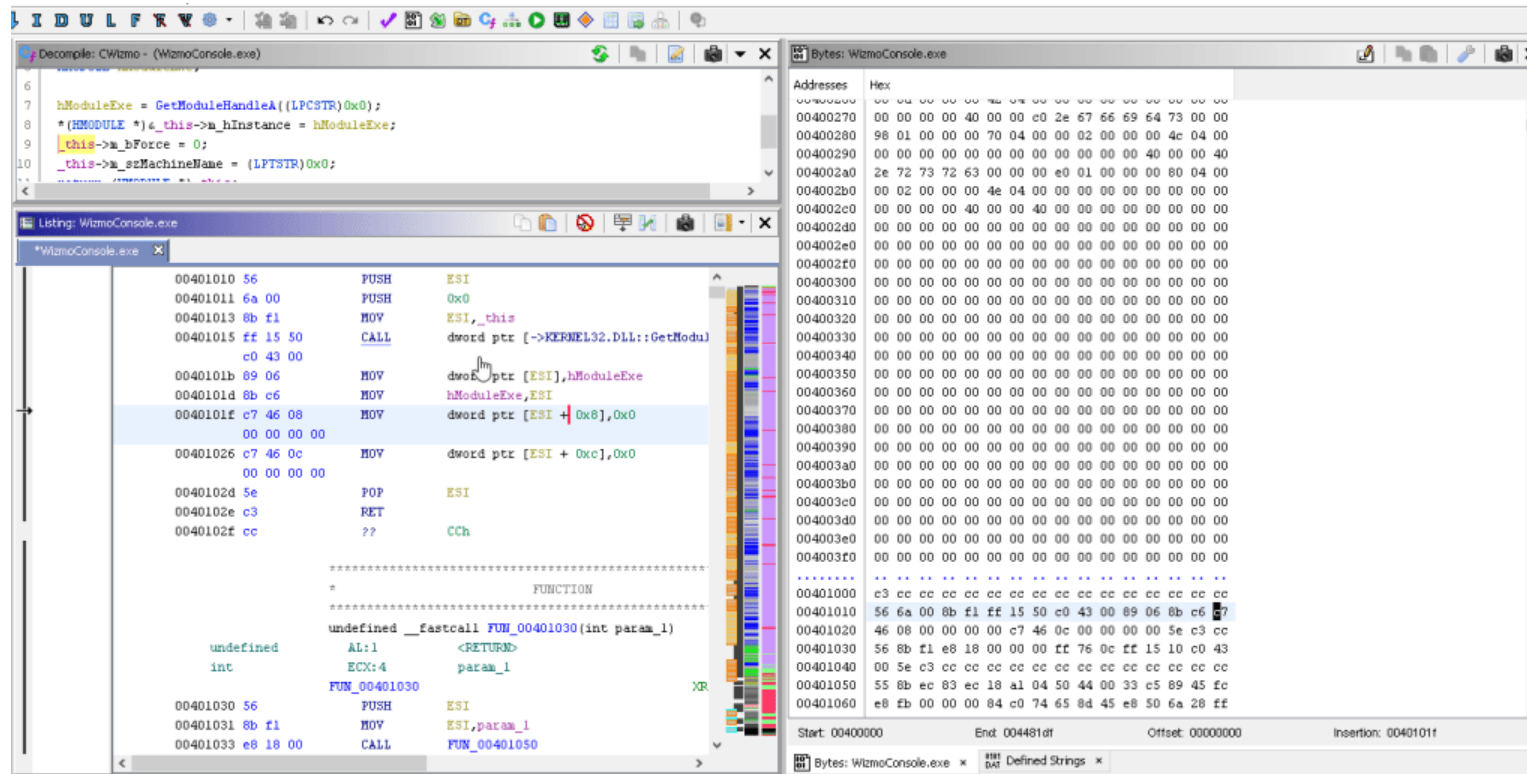 I D U L F R V
Decompile: CWizmo - (WizmoConsole.exe)
6
7 hModuleExe = GetModuleHandleA((LPCSTR)0x0);
8 *(HMODULE *)&_this->m_hInstance = hModuleExe;
9 _this->m_bForce = 0;
10 _this->m_szMachineName = (LPTSTR)0x0;
Listing: WizmoConsole.exe
*WizmoConsole.exe
00401010 56 PUSH ESI
00401011 6a 00 PUSH 0x0
00401013 8b f1 MOV ESI,_this
00401015 ff 15 50 CALL dword ptr [->KERNEL32.DLL::GetModul
c0 43 00
0040101b 89 06 MOV dword ptr [ESI],hModuleExe
0040101d 8b c6 MOV hModuleExe,ESI
0040101f c7 46 08 MOV dword ptr [ESI + 0x8],0x0
00 00 00 00
00401026 c7 46 0c MOV dword ptr [ESI + 0xc],0x0
00 00 00 00
0040102d 5e POP ESI
0040102e c3 RET
0040102f cc ?? CCh
*******************************************************
* FUNCTION
*******************************************************
undefined __fastcall FUN_00401030(int param_1)
undefined AL:1 <RETURN>
int ECX:4 param_1
FUN_00401030 XR
00401030 56 PUSH ESI
00401031 8b f1 MOV ESI,param_1
00401033 e8 18 00 CALL FUN_00401050
Bytes: WizmoConsole.exe
Addresses Hex
00400270 00 00 00 00 40 00 00 c0 2e 67 66 69 64 73 00 00
00400280 98 01 00 00 00 70 04 00 00 02 00 00 00 4c 04 00
00400290 00 00 00 00 00 00 00 00 00 00 00 00 40 00 00 40
004002a0 2e 72 73 72 63 00 00 00 e0 01 00 00 00 80 04 00
004002b0 00 02 00 00 00 4e 04 00 00 00 00 00 00 00 00 00
004002c0 00 00 00 00 40 00 00 40 00 00 00 00 00 00 00 00
004002d0 00 00 00 00 00 00 00 00 00 00 00 00 00 00 00 00
004002e0 00 00 00 00 00 00 00 00 00 00 00 00 00 00 00 00
004002f0 00 00 00 00 00 00 00 00 00 00 00 00 00 00 00 00
00400300 00 00 00 00 00 00 00 00 00 00 00 00 00 00 00 00
00400310 00 00 00 00 00 00 00 00 00 00 00 00 00 00 00 00
00400320 00 00 00 00 00 00 00 00 00 00 00 00 00 00 00 00
00400330 00 00 00 00 00 00 00 00 00 00 00 00 00 00 00 00
00400340 00 00 00 00 00 00 00 00 00 00 00 00 00 00 00 00
00400350 00 00 00 00 00 00 00 00 00 00 00 00 00 00 00 00
00400360 00 00 00 00 00 00 00 00 00 00 00 00 00 00 00 00
00400370 00 00 00 00 00 00 00 00 00 00 00 00 00 00 00 00
00400380 00 00 00 00 00 00 00 00 00 00 00 00 00 00 00 00
00400390 00 00 00 00 00 00 00 00 00 00 00 00 00 00 00 00
004003a0 00 00 00 00 00 00 00 00 00 00 00 00 00 00 00 00
004003b0 00 00 00 00 00 00 00 00 00 00 00 00 00 00 00 00
004003c0 00 00 00 00 00 00 00 00 00 00 00 00 00 00 00 00
004003d0 00 00 00 00 00 00 00 00 00 00 00 00 00 00 00 00
004003e0 00 00 00 00 00 00 00 00 00 00 00 00 00 00 00 00
004003f0 00 00 00 00 00 00 00 00 00 00 00 00 00 00 00 00
........ .. .. .. .. .. .. .. .. .. .. .. .. .. .. .. ..
00401000 c3 cc cc cc cc cc cc cc cc cc cc cc cc cc cc cc
00401010 56 6a 00 8b f1 ff 15 50 c0 43 00 89 06 8b c6 c7
00401020 46 08 00 00 00 00 c7 46 0c 00 00 00 00 5e c3 cc
00401030 56 8b f1 e8 18 00 00 00 ff 76 0c ff 15 10 c0 43
00401040 00 5e c3 cc cc cc cc cc cc cc cc cc cc cc cc cc
00401050 55 8b ec 83 ec 18 a1 04 50 44 00 33 c5 89 45 fc
00401060 e8 fb 00 00 00 84 c0 74 65 8d 45 e8 50 6a 28 ff
Start: 00400000 End: 004481df Offset: 00000000 Insertion: 0040101f
Bytes: WizmoConsole.exe × Defined Strings ×